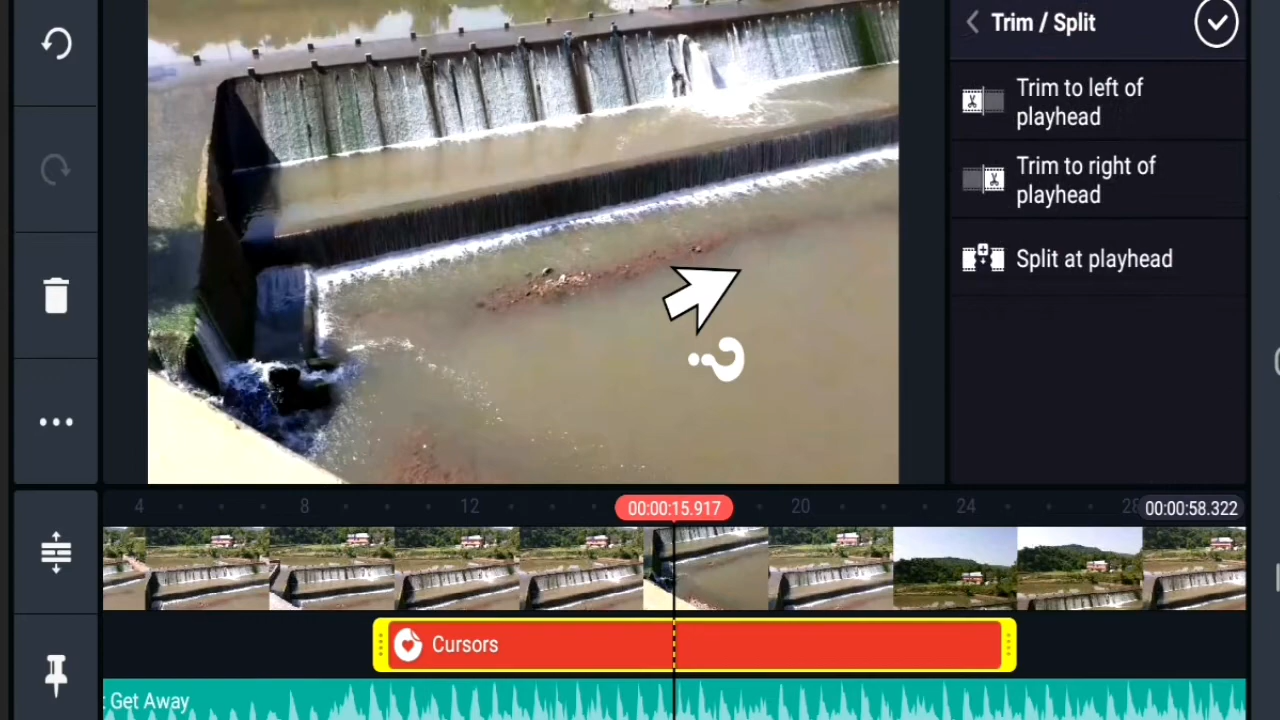 Trim / Split
Trim to left of
playhead
Trim to right of
playhead
Split at playhead
?
4
8
12
00:00:15.917
20
24
28
00:00:58.322
Cursors
Get Away